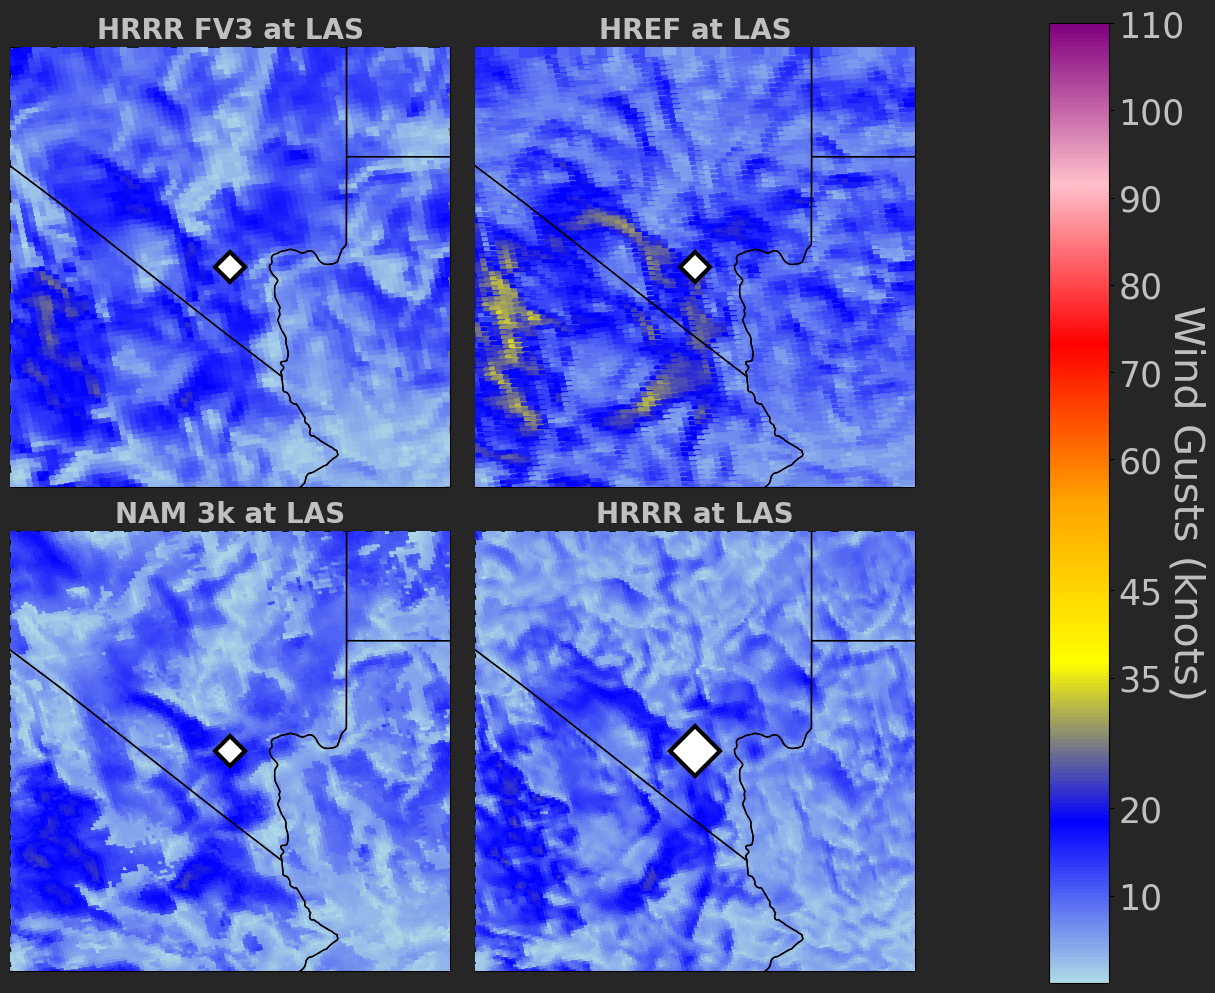 HRRR FV3 at LAS
HREF at LAS
NAM 3k at LAS
HRRR at LAS
110
100
90
80
70
60
45
35
20
10
Wind Gusts (knots)